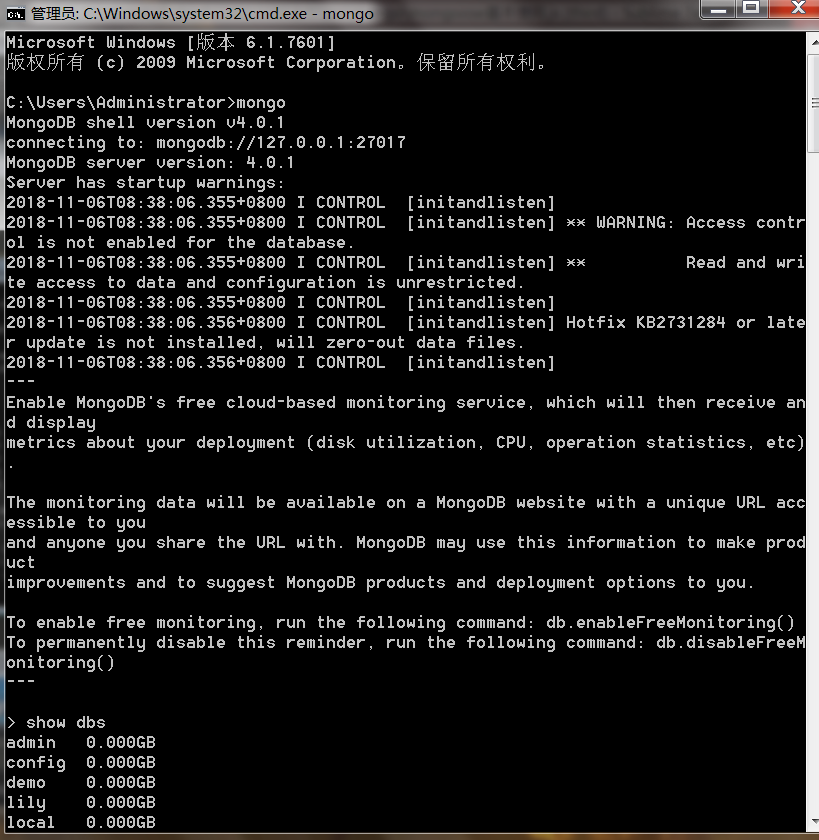 管理员: C:\Windows\system32\cmd.exe - mongo
Microsoft Windows [版本 6.1.7601]
版权所有 (c) 2009 Microsoft Corporation。保留所有权利。
C:\Users\Administrator>mongo
MongoDB shell version v4.0.1
connecting to: mongodb://127.0.0.1:27017
MongoDB server version: 4.0.1
Server has startup warnings:
2018-11-06T08:38:06.355+0800 I CONTROL  [initandlisten]
2018-11-06T08:38:06.355+0800 I CONTROL  [initandlisten] ** WARNING: Access contr
ol is not enabled for the database.
2018-11-06T08:38:06.355+0800 I CONTROL  [initandlisten] **          Read and wri
te access to data and configuration is unrestricted.
2018-11-06T08:38:06.355+0800 I CONTROL  [initandlisten]
2018-11-06T08:38:06.356+0800 I CONTROL  [initandlisten] Hotfix KB2731284 or late
r update is not installed, will zero-out data files.
2018-11-06T08:38:06.356+0800 I CONTROL  [initandlisten]
---
Enable MongoDB's free cloud-based monitoring service, which will then receive an
d display
metrics about your deployment (disk utilization, CPU, operation statistics, etc)
.
The monitoring data will be available on a MongoDB website with a unique URL acc
essible to you
and anyone you share the URL with. MongoDB may use this information to make prod
uct
improvements and to suggest MongoDB products and deployment options to you.
To enable free monitoring, run the following command: db.enableFreeMonitoring()
To permanently disable this reminder, run the following command: db.disableFreeM
onitoring()
---
> show dbs
admin   0.000GB
config  0.000GB
demo    0.000GB
lily    0.000GB
local   0.000GB